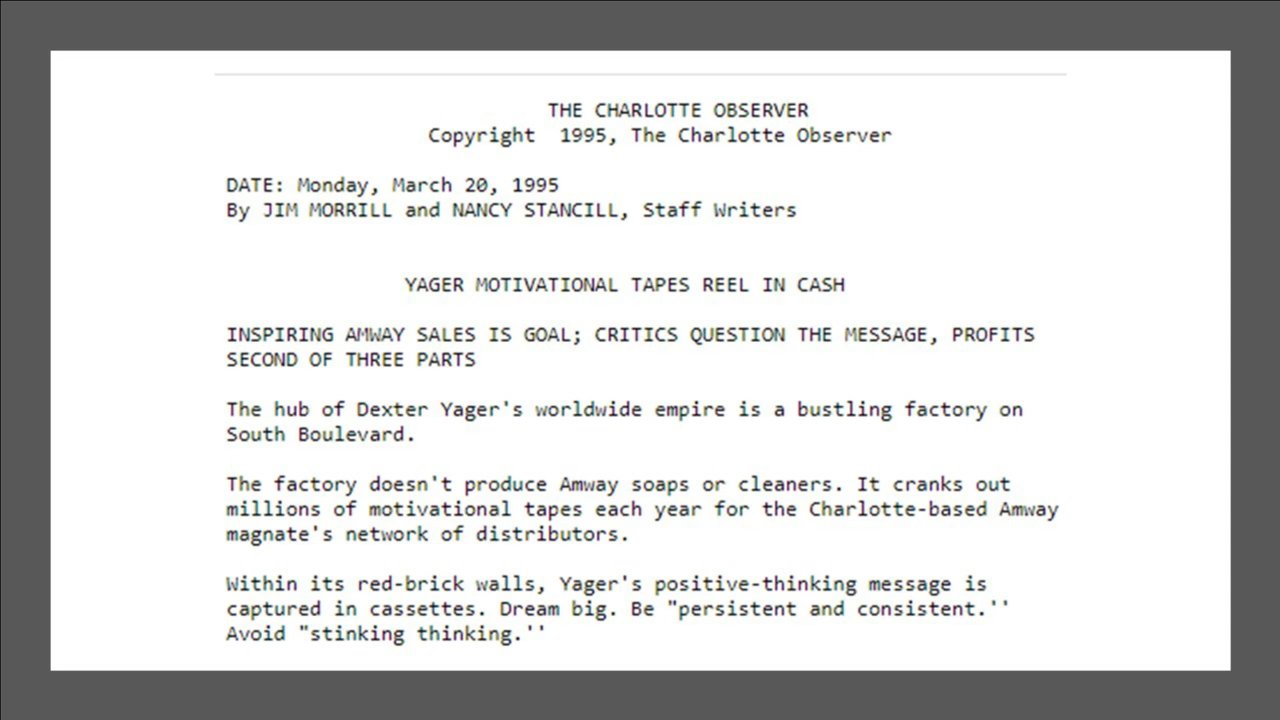 THE CHARLOTTE OBSERVER
Copyright  1995, The Charlotte Observer
DATE: Monday, March 20, 1995
By JIM MORRILL and NANCY STANCILL, Staff Writers
YAGER MOTIVATIONAL TAPES REEL IN CASH
INSPIRING AMWAY SALES IS GOAL; CRITICS QUESTION THE MESSAGE, PROFITS
SECOND OF THREE PARTS
The hub of Dexter Yager's worldwide empire is a bustling factory on
South Boulevard.
The factory doesn't produce Amway soaps or cleaners. It cranks out
millions of motivational tapes each year for the Charlotte-based Amway
magnate's network of distributors.
Within its red-brick walls, Yager's positive-thinking message is
captured in cassettes. Dream big. Be "persistent and consistent.''
Avoid "stinking thinking.''